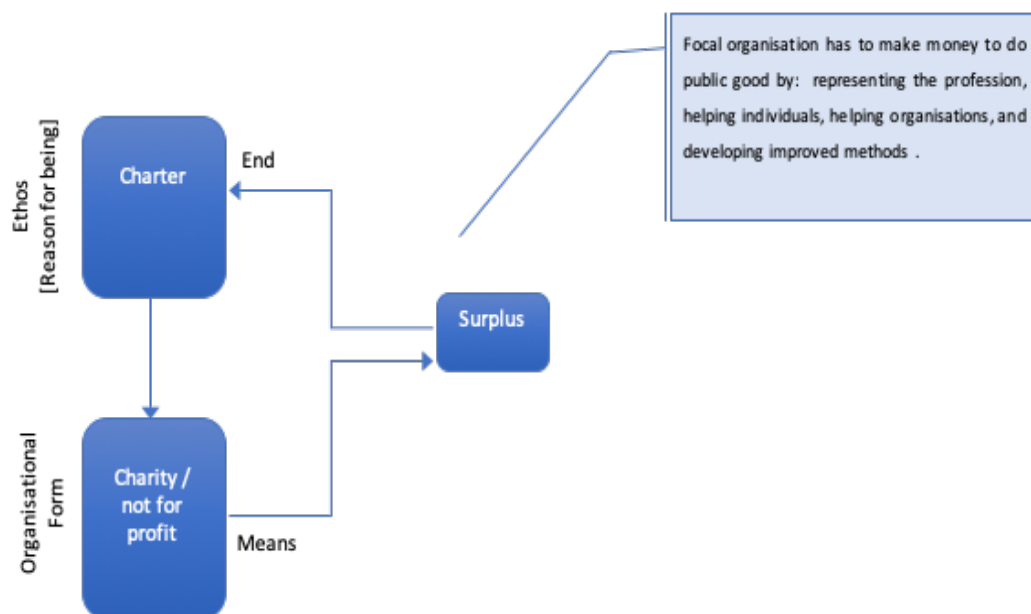 Focal organisation has to make money to do
public good by: representing the profession,
helping individuals, helping organisations, and
developing improved methods .
Ethos
[Reason for being]
Charter
End
Surplus
Organisational
Form
Charity /
not for
profit
Means